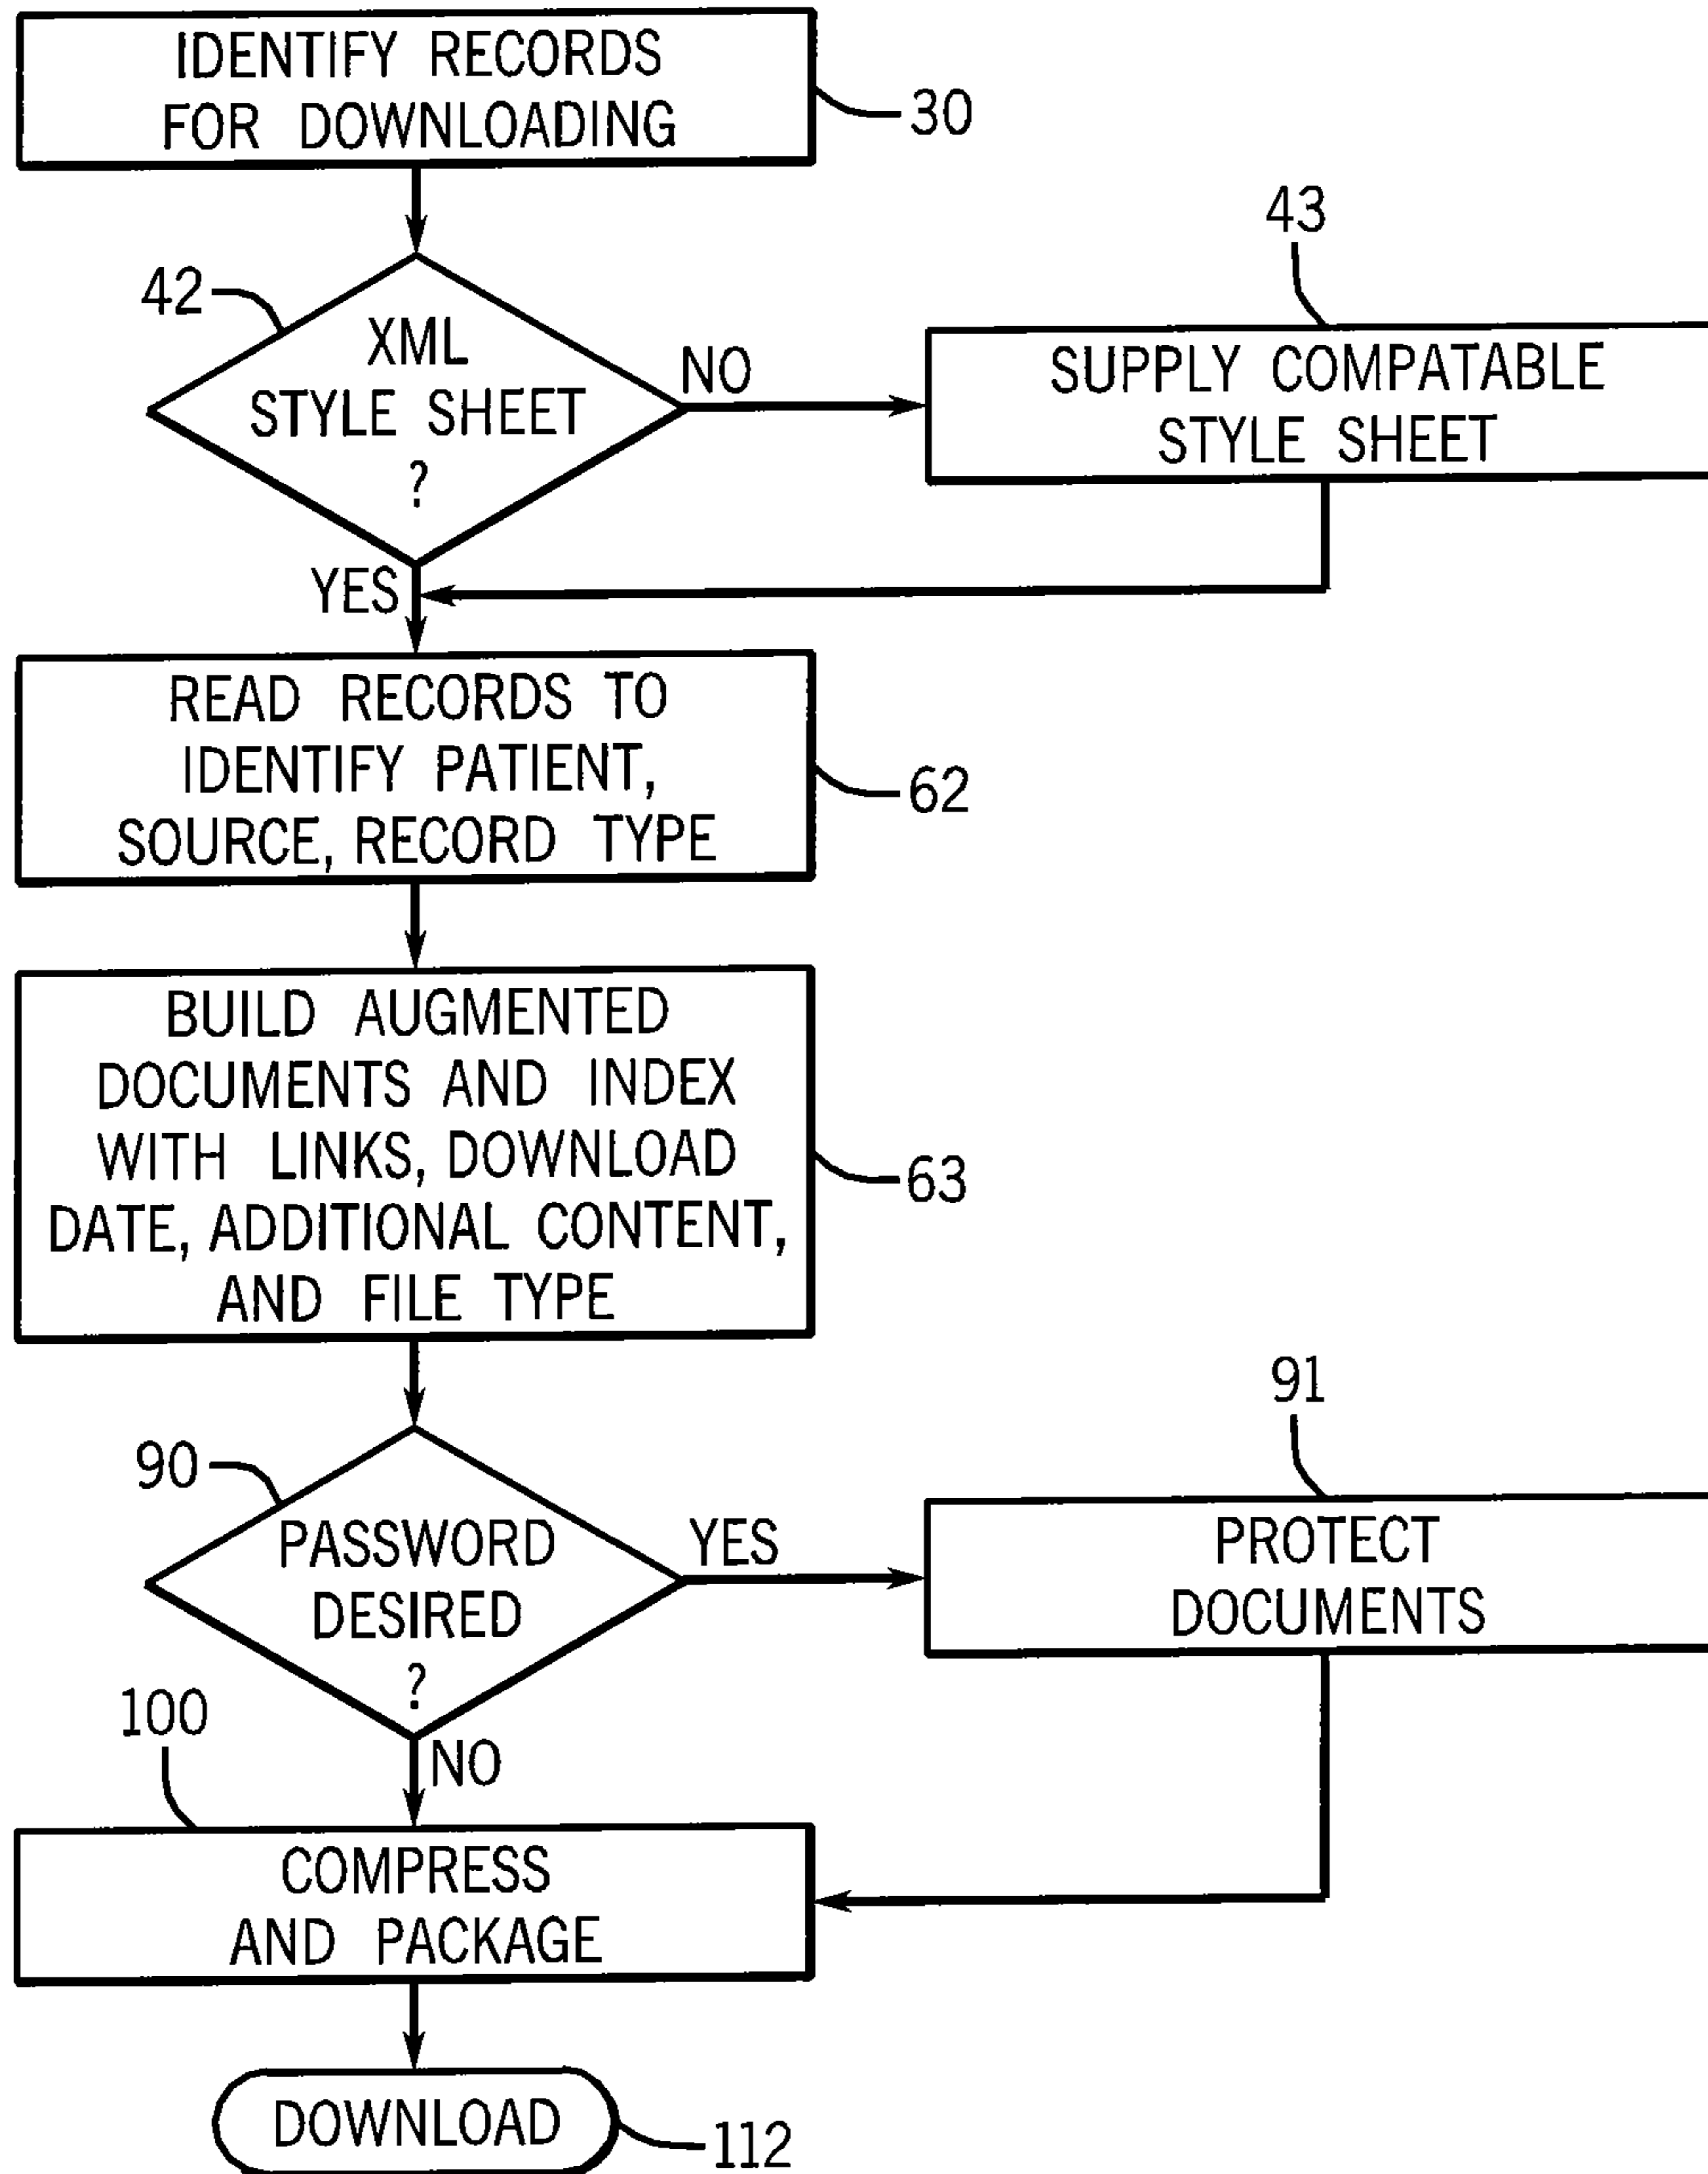 IDENTIFY RECORDS
FOR DOWNLOADING
30
42
XML
STYLE SHEET
?
NO
43
SUPPLY COMPATABLE
STYLE SHEET
YES
READ RECORDS TO
IDENTIFY PATIENT,
SOURCE, RECORD TYPE
62
BUILD AUGMENTED
DOCUMENTS AND INDEX
WITH LINKS, DOWNLOAD
DATE, ADDITIONAL CONTENT,
AND FILE TYPE
63
90
PASSWORD
DESIRED
?
YES
91
PROTECT
DOCUMENTS
NO
100
COMPRESS
AND PACKAGE
DOWNLOAD
112